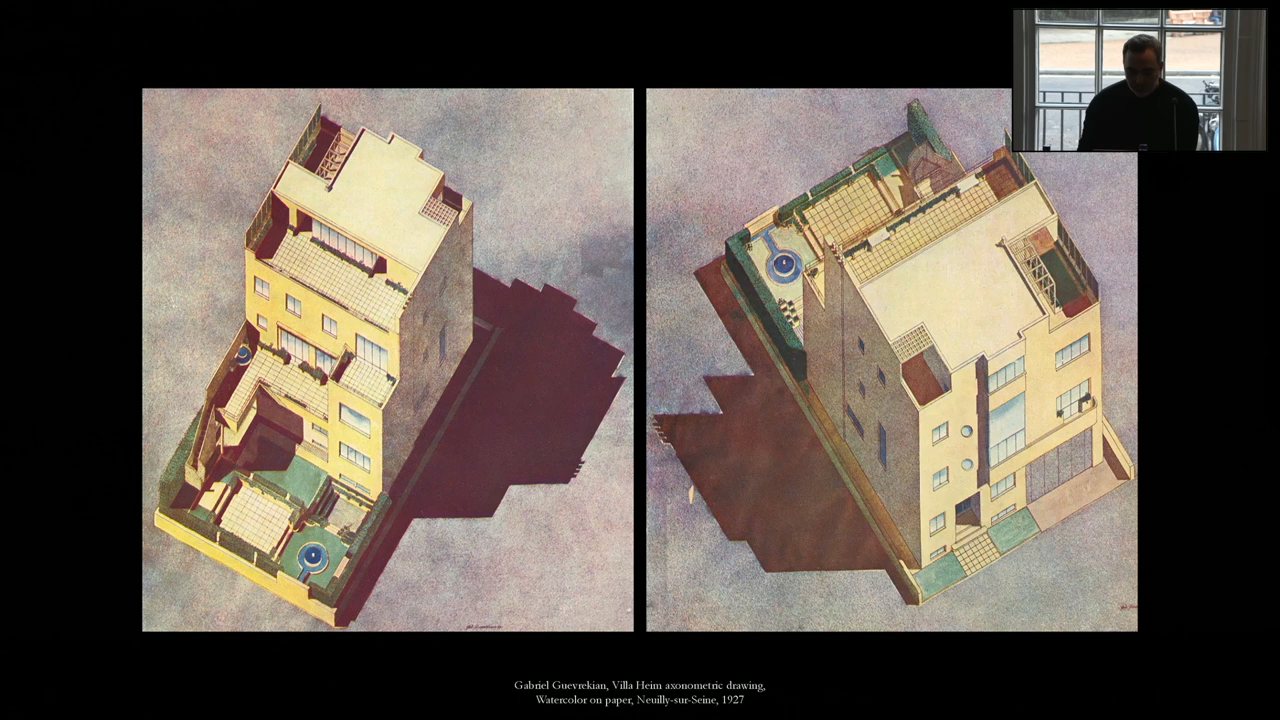 Gabriel Guevrekian, Villa Heim axonometric drawing,
Watercolor on paper, Neuilly-sur-Seine, 1927